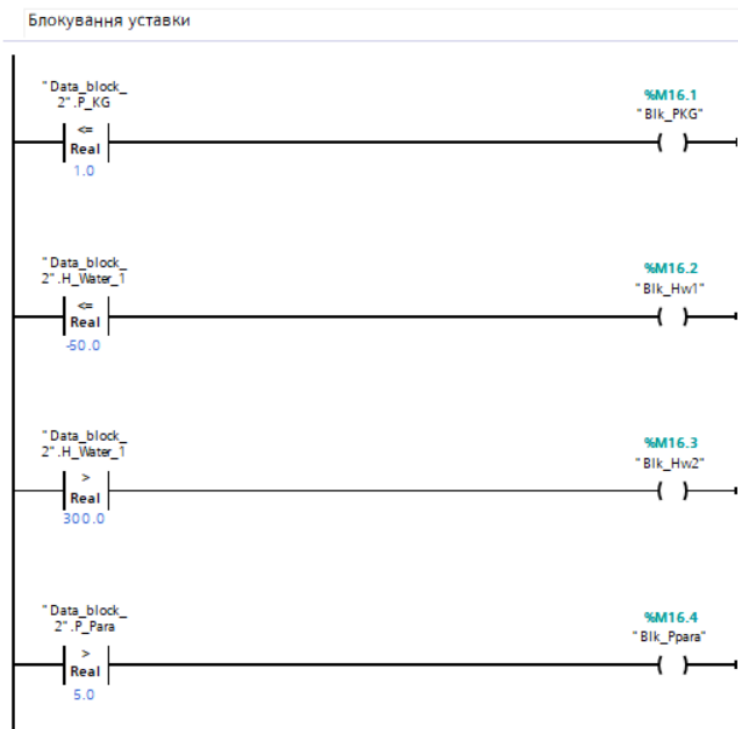 Блокування уставки
"Data_block_
2".P_KG
%M16.1
"Blk_PKG"
<=
Real
1.0
"Data_block_
2".H_Water_1
%M16.2
"Blk_Hw1"
<=
Real
-50.0
"Data_block_
2".H_Water_1
%M16.3
"Blk_Hw2"
>
Real
300.0
"Data_block_
2".P_Para
%M16.4
"Blk_Ppara"
>
Real
5.0